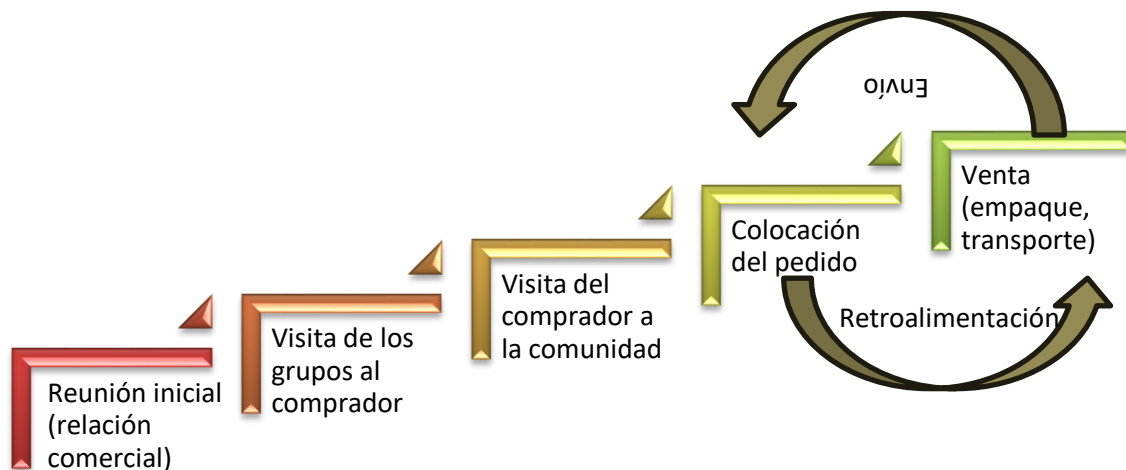 Reunión inicial
(relación
comercial)
Visita de los
grupos al
comprador
Visita del
comprador a
la comunidad
Colocación
del pedido
Venta
(empaque,
transporte)
Envío
Retroalimentación